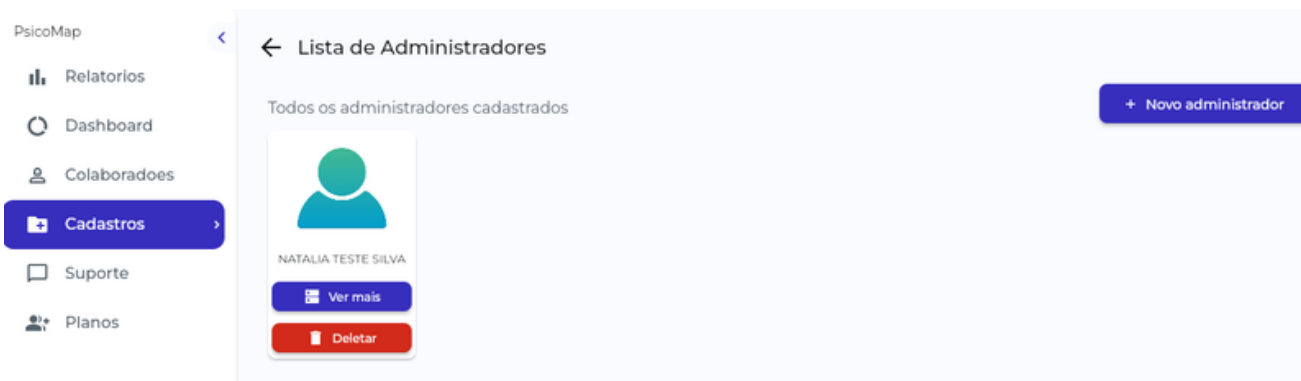 PsicoMap
Relatorios
Dashboard
Colaboradoes
Cadastros
Suporte
Planos
Lista de Administradores
Todos os administradores cadastrados
+ Novo administrador
NATALIA TESTE SILVA
Ver mais
Deletar